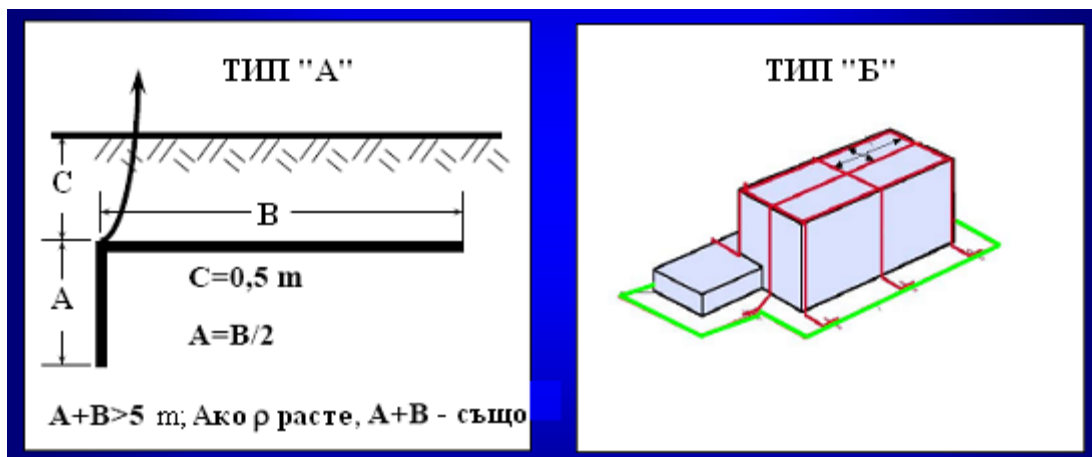 ТИП "А"
C
B
A
C=0,5 m
A=B/2
A+B>5 m; Ако ρ расте, A+B - също
ТИП "Б"